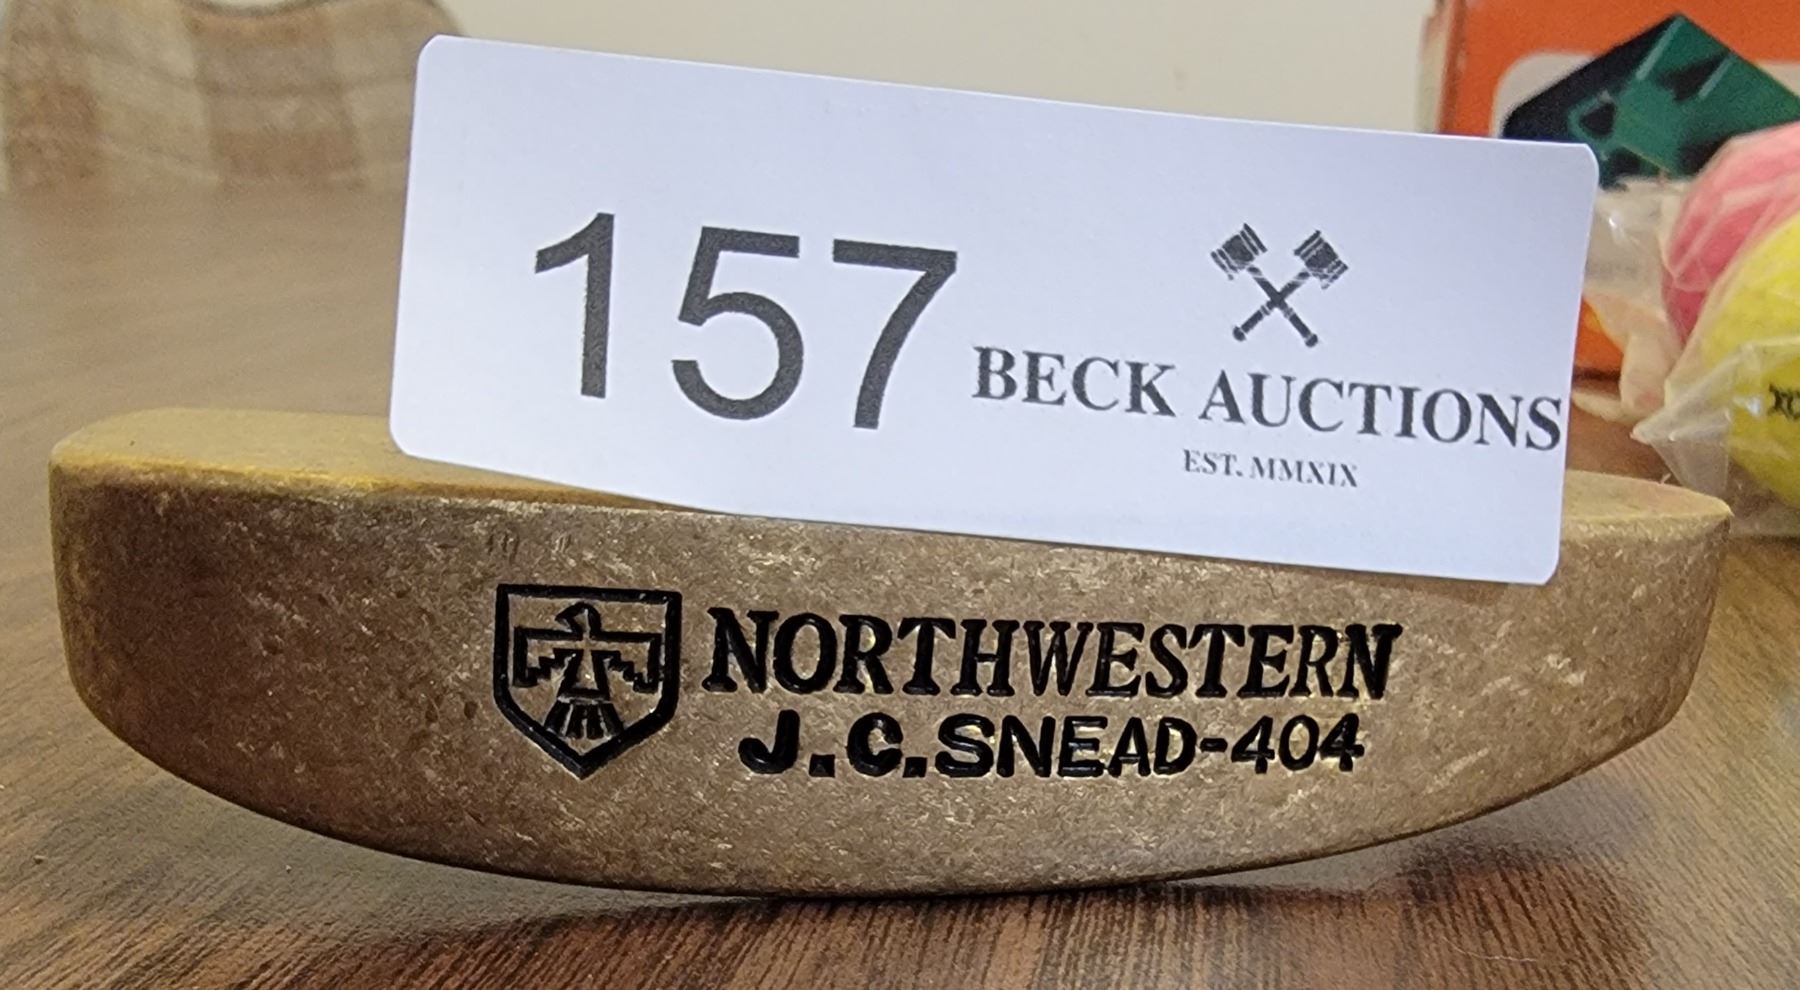 157
BECK AUCTIONS
EST. MMXIX
NORTHWESTERN
J.C.SNEAD-404